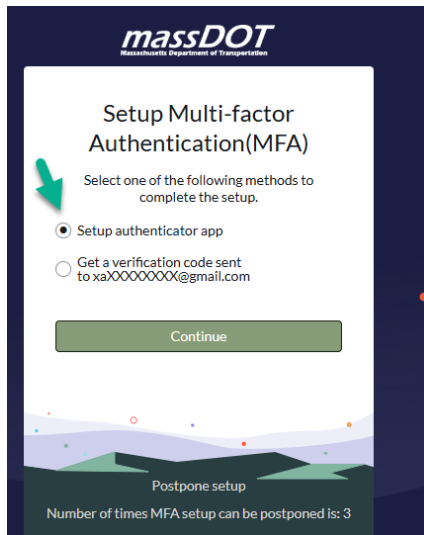 massDOT
Massachusetts Department of Transportation
Setup Multi-factor
Authentication(MFA)
Select one of the following methods to
complete the setup.
Setup authenticator app
Get a verification code sent
to xaXXXXXXXX@gmail.com
Continue
Postpone setup
Number of times MFA setup can be postponed is: 3